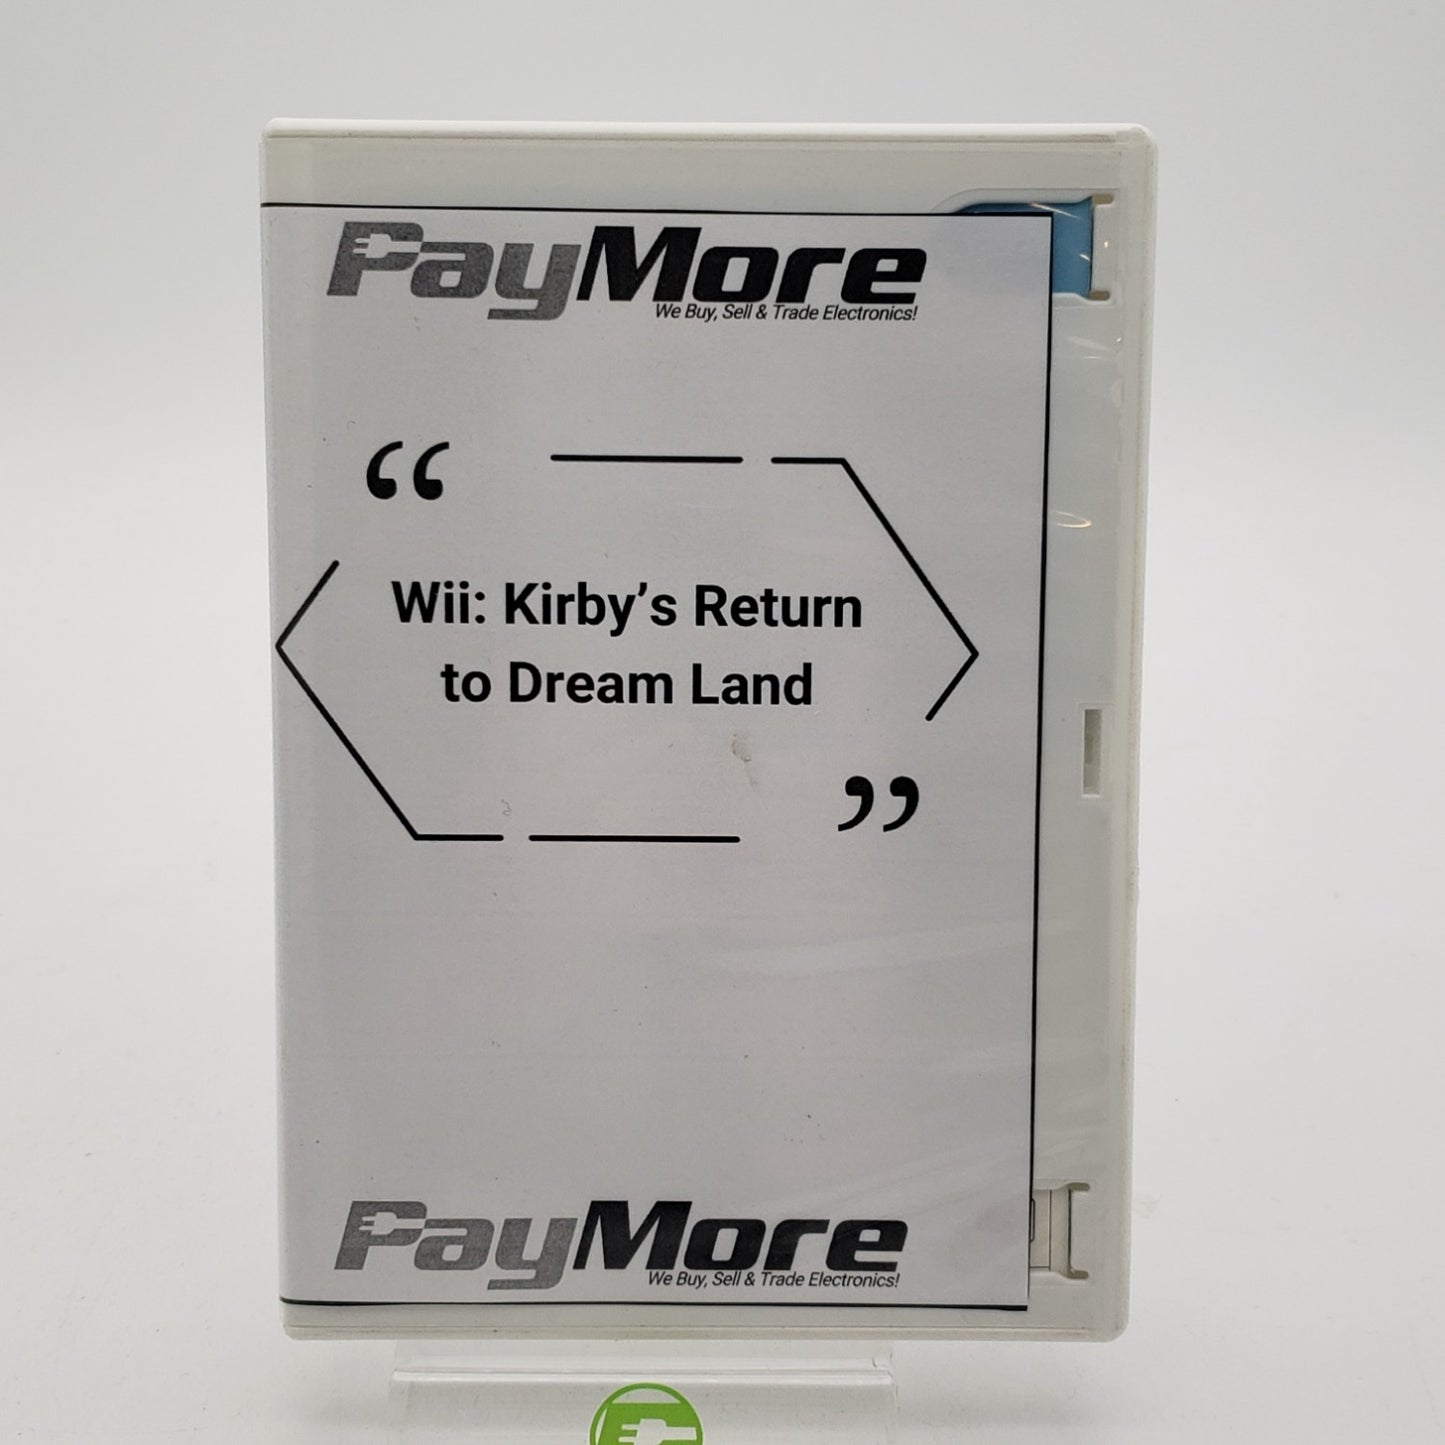 PayMore
We Buy, Sell & Trade Electronics!
“
Wii: Kirby’s Return
to Dream Land
”
PayMore
We Buy, Sell & Trade Electronics!